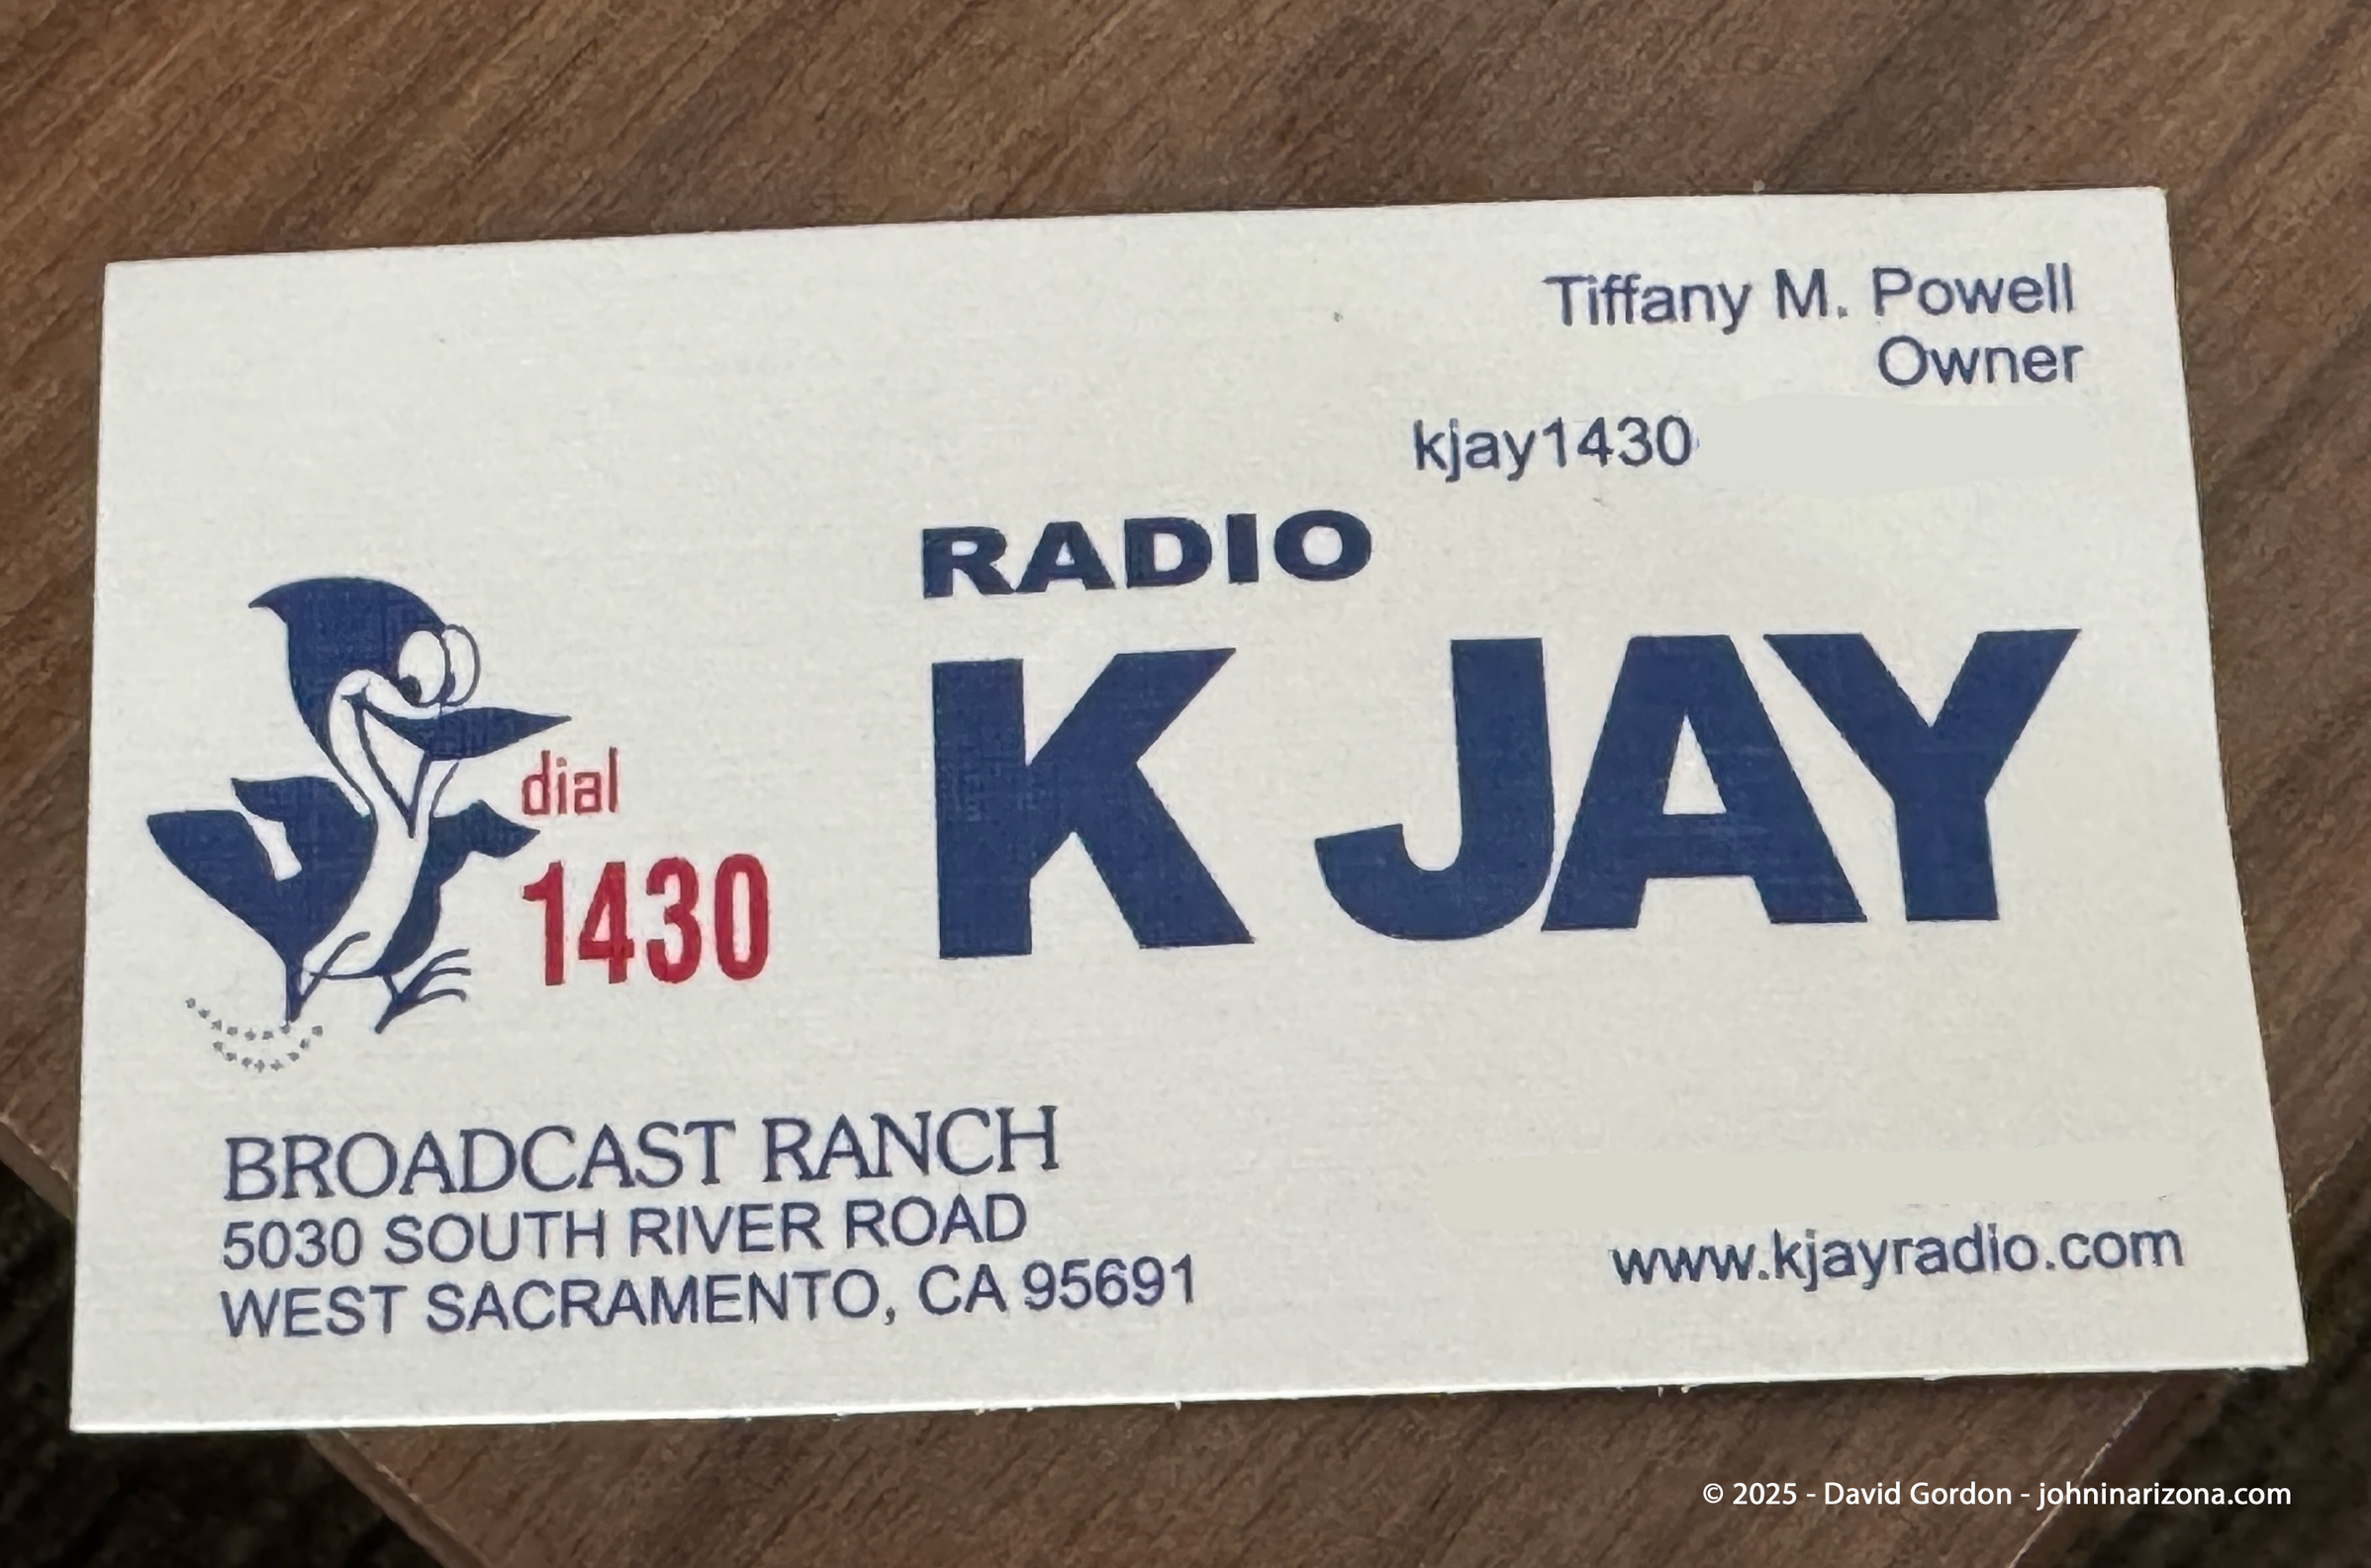 Tiffany M. Powell
Owner
kjay1430
RADIO
K JAY
dial
1430
BROADCAST RANCH
5030 SOUTH RIVER ROAD
WEST SACRAMENTO, CA 95691
www.kjayradio.com
© 2025 - David Gordon - johninarizona.com